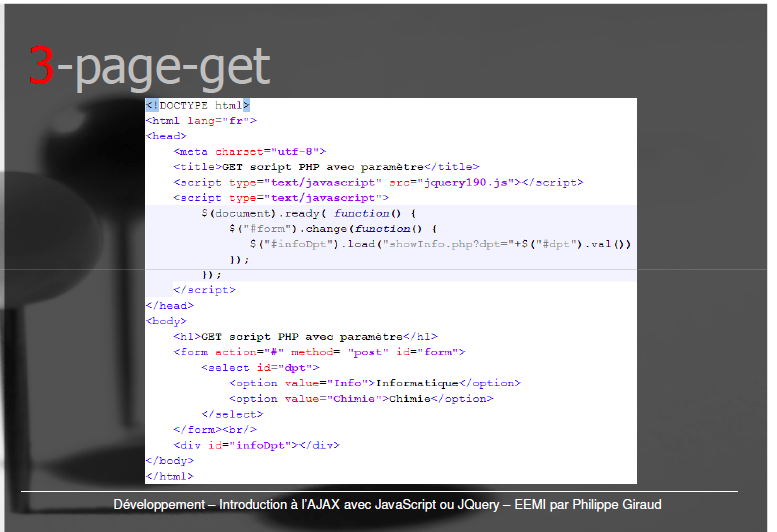 3-page-get
<!DOCTYPE html>
<html lang="fr">
<head>
<meta charset="utf-8">
<title>GET script PHP avec paramètre</title>
<script type="text/javascript" src="jquery190.js"></script>
<script type="text/javascript">
$(document).ready( function() {
$("#form").change(function() {
$("#infoDpt").load("showInfo.php?dpt="+$("#dpt").val())
});
});
</script>
</head>
<body>
<h1>GET script PHP avec paramètre</h1>
<form action="#" method= "post" id="form">
<select id="dpt">
<option value="Info">Informatique</option>
<option value="Chimie">Chimie</option>
</select>
</form><br/>
<div id="infoDpt"></div>
</body>
</html>
Développement – Introduction à l'AJAX avec JavaScript ou JQuery – EEMI par Philippe Giraud